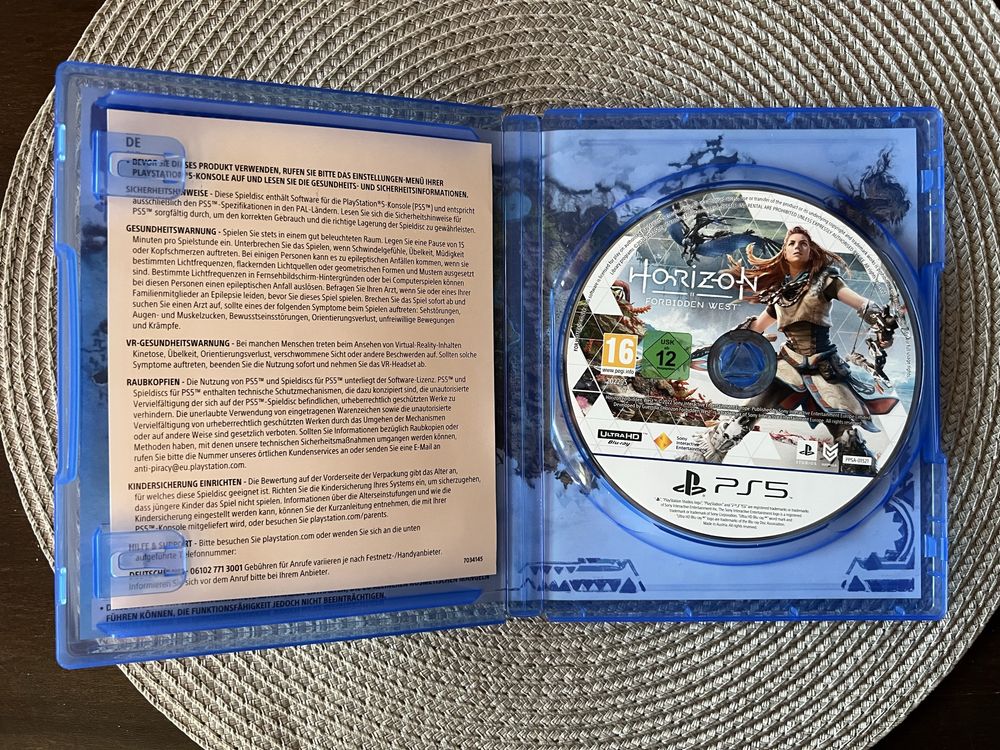 DE
• BEVOR SIE DIESES PRODUKT VERWENDEN, RUFEN SIE BITTE DAS EINSTELLUNGEN-MENÜ IHRER
PLAYSTATION®5-KONSOLE AUF UND LESEN SIE DIE GESUNDHEITS- UND SICHERHEITSINFORMATIONEN.
SICHERHEITSHINWEISE - Diese Spieldisc enthält Software für die PlayStation®5-Konsole (PS5™) und entspricht
ausschließlich den PS5™-Spezifikationen in den PAL-Ländern. Lesen Sie sich die Sicherheitshinweise für
PS5™ sorgfältig durch, um den korrekten Gebrauch und die richtige Lagerung der Spieldisc zu gewährleisten.
GESUNDHEITSWARNUNG - Spielen Sie stets in einem gut beleuchteten Raum. Legen Sie eine Pause von 15
Minuten pro Spielstunde ein. Unterbrechen Sie das Spielen, wenn Schwindelgefühle, Übelkeit, Müdigkeit
oder Kopfschmerzen auftreten. Bei einigen Personen kann es zu epileptischen Anfällen kommen, wenn sie
bestimmten Lichtfrequenzen, flackernden Lichtquellen oder geometrischen Formen und Mustern ausgesetzt
sind. Bestimmte Lichtfrequenzen in Fernsehbildschirm-Hintergründen oder bei Computerspielen können
bei diesen Personen einen epileptischen Anfall auslösen. Befragen Sie Ihren Arzt, wenn Sie oder eines Ihrer
Familienmitglieder an Epilepsie leiden, bevor Sie dieses Spiel spielen. Brechen Sie das Spiel sofort ab und
suchen Sie einen Arzt auf, sollte eines der folgenden Symptome beim Spielen auftreten: Sehstörungen,
Augen- und Muskelzucken, Bewusstseinsstörungen, Orientierungsverlust, unfreiwillige Bewegungen
und Krämpfe.
VR-GESUNDHEITSWARNUNG - Bei manchen Menschen treten beim Ansehen von Virtual-Reality-Inhalten
Kinetose, Übelkeit, Orientierungsverlust, verschwommene Sicht oder andere Beschwerden auf. Sollten solche
Symptome auftreten, beenden Sie die Nutzung sofort und nehmen Sie das VR-Headset ab.
RAUBKOPIEN - Die Nutzung von PS5™ und Spieldiscs für PS5™ unterliegt der Software-Lizenz. PS5™ und
Spieldiscs für PS5™ enthalten technische Schutzmechanismen, die dazu konzipiert sind, die unautorisierte
Vervielfältigung der sich auf der PS5™-Spieldisc befindlichen, urheberrechtlich geschützten Werke zu
verhindern. Die unerlaubte Verwendung von eingetragenen Warenzeichen sowie die unautorisierte
Vervielfältigung von urheberrechtlich geschützten Werken durch das Umgehen der Mechanismen
oder auf andere Weise sind gesetzlich verboten. Sollten Sie Informationen bezüglich Raubkopien oder
Methoden haben, mit denen unsere technischen Sicherheitsmaßnahmen umgangen werden können,
rufen Sie bitte die Nummer unseres örtlichen Kundenservices an oder senden Sie eine E-Mail an
anti-piracy@eu.playstation.com.
KINDERSICHERUNG EINRICHTEN - Die Bewertung auf der Vorderseite der Verpackung gibt das Alter an,
für welches diese Spieldisc geeignet ist. Richten Sie die Kindersicherung Ihres Systems ein, um sicherzugehen,
dass jüngere Kinder das Spiel nicht spielen. Informationen über die Alterseinstufungen und wie die
Kindersicherung eingestellt werden kann, können Sie der Kurzanleitung entnehmen, die mit Ihrer
PS5™-Konsole mitgeliefert wird, oder besuchen Sie playstation.com/parents.
HILFE & SUPPORT - Bitte besuchen Sie playstation.com oder wenden Sie sich an die unten
aufgeführte Telefonnummer:
DEUTSCHLAND - 06102 771 3001 Gebühren für Anrufe variieren je nach Festnetz-/Handyanbieter.
Informieren Sie sich vor dem Anruf bitte bei Ihrem Anbieter.
7034145
FÜHREN KÖNNEN, DIE FUNKTIONSFÄHIGKEIT JEDOCH NICHT BEEINTRÄCHTIGEN.
HORIZON
FORBIDDEN WEST
16
www.pegi.info
USK
ab
12
ULTRA HD
Blu-ray
Sony
Interactive
Entertainment
STUDIOS
PPSA-01521
PS5
Made in Austria. All rights reserved.